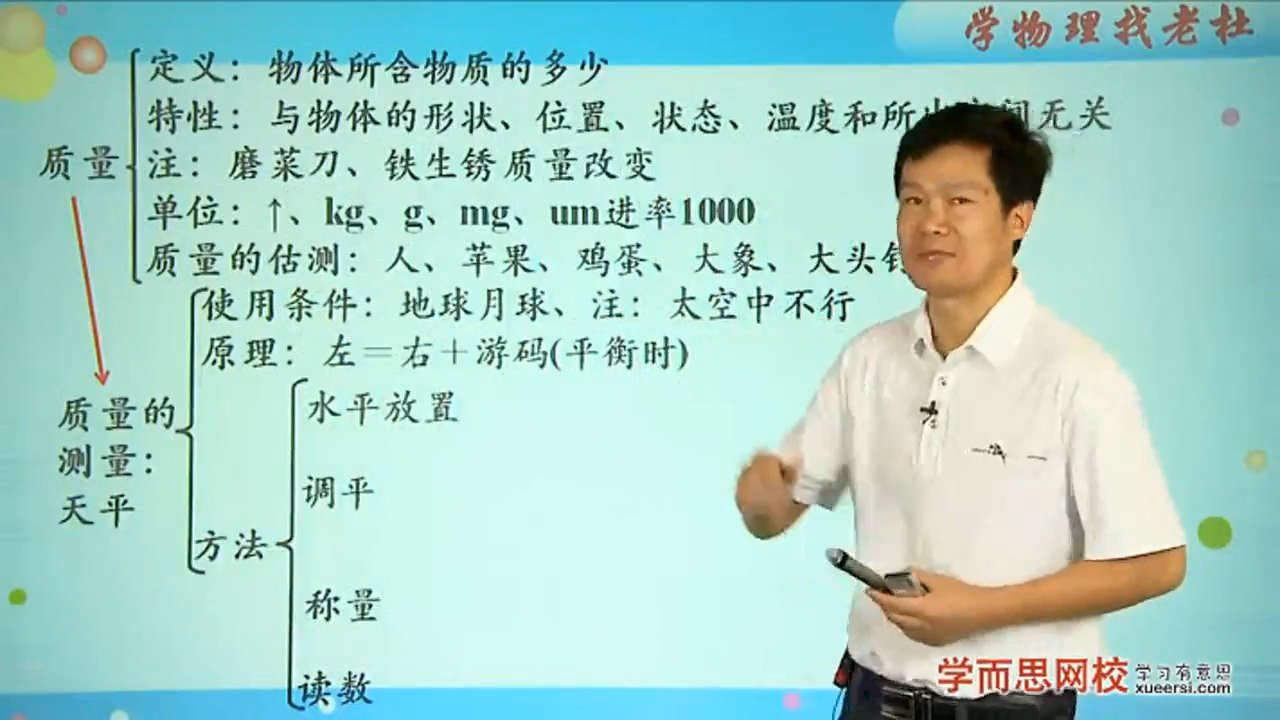 学物理找老杜
定义：物体所含物质的多少
特性：与物体的形状、位置、状态、温度和所 无关
质量
注：磨菜刀、铁生锈质量改变
单位：↑、kg、g、mg、um进率1000
质量的估测：人、苹果、鸡蛋、大象、大头
使用条件：地球月球、注：太空中不行
原理：左＝右＋游码(平衡时)
质量的
测量：
天平
方法
水平放置
调平
称量
读数
学而思网校
学习有意思
xueersi.com